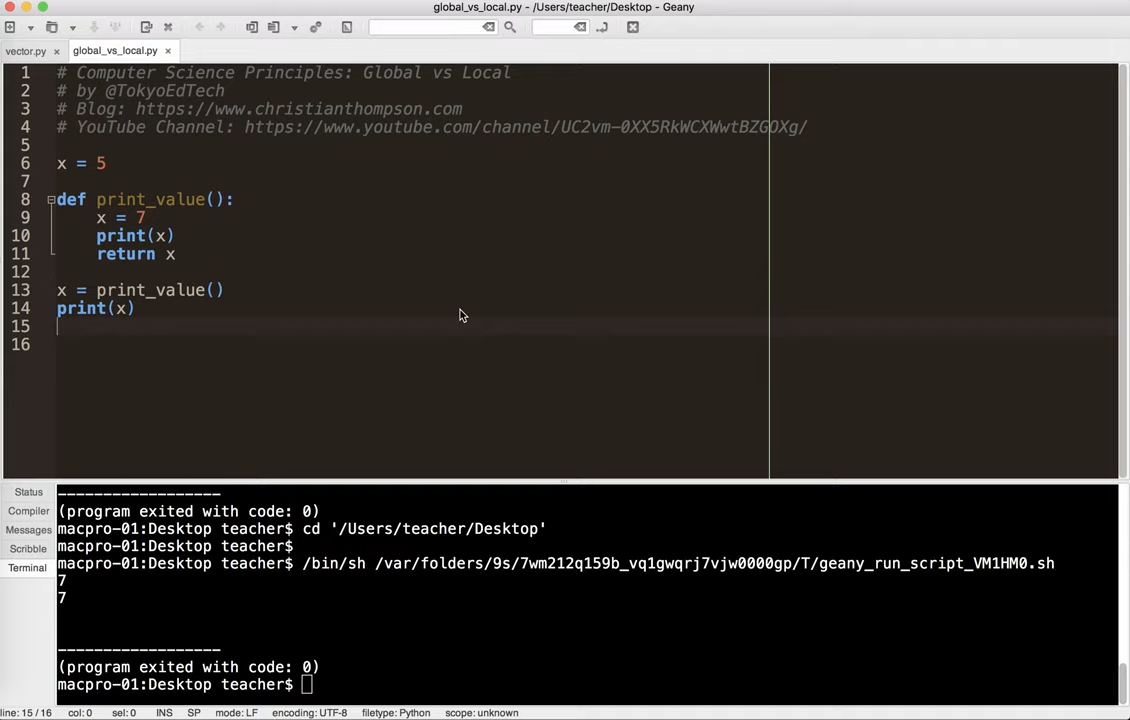 global_vs_local.py - /Users/teacher/Desktop - Geany
vector.py × global_vs_local.py ×
1 # Computer Science Principles: Global vs Local
2 # by @TokyoEdTech
3 # Blog: https://www.christianthompson.com
4 # YouTube Channel: https://www.youtube.com/channel/UC2vm-0XX5RkWCXWwtBZGOXg/
5
6 x = 5
7
8 def print_value():
9 x = 7
10 print(x)
11 return x
12
13 x = print_value()
14 print(x)
15
16
Status
Compiler
Messages
Scribble
Terminal
------------------
(program exited with code: 0)
macpro-01:Desktop teacher$ cd '/Users/teacher/Desktop'
macpro-01:Desktop teacher$
macpro-01:Desktop teacher$ /bin/sh /var/folders/9s/7wm212q159b_vq1gwqrj7vjw0000gp/T/geany_run_script_VM1HM0.sh
7
7
------------------
(program exited with code: 0)
macpro-01:Desktop teacher$
line: 15 / 16 col: 0 sel: 0 INS SP mode: LF encoding: UTF-8 filetype: Python scope: unknown